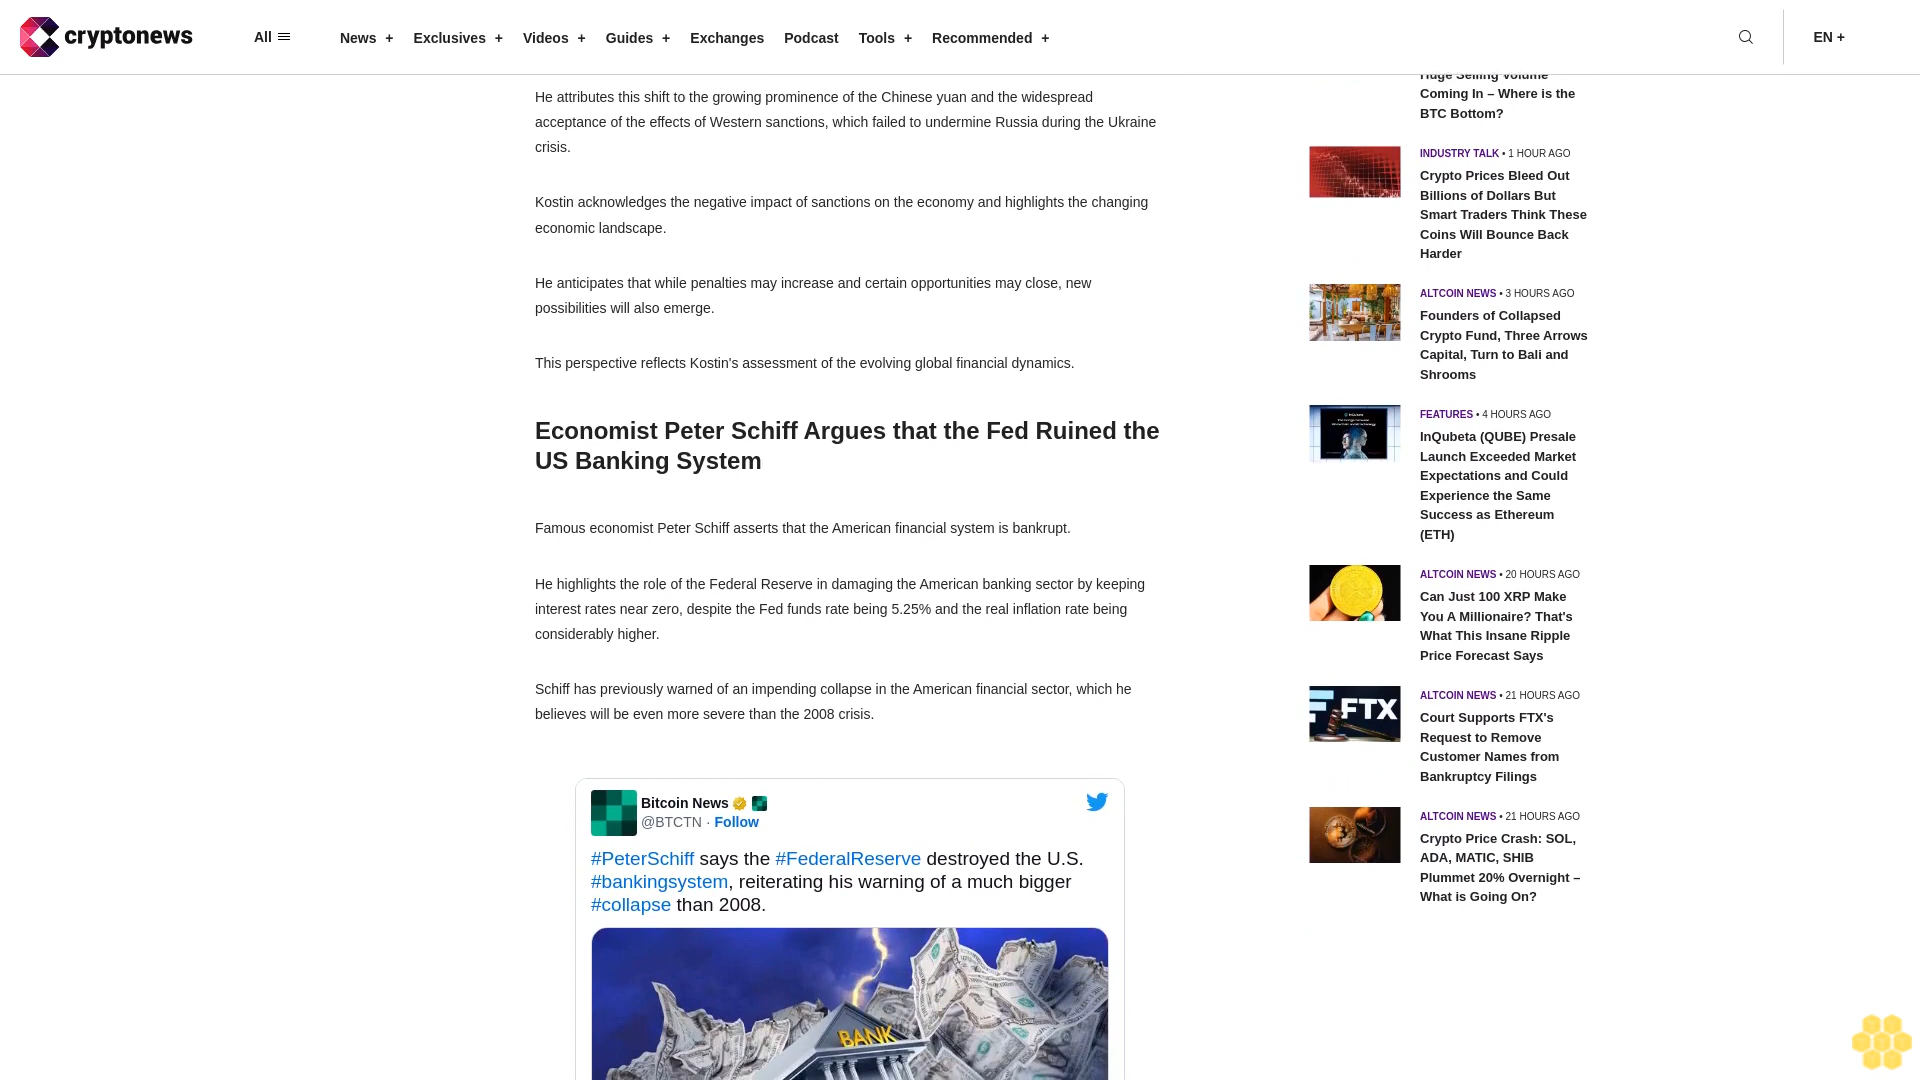 cryptonews
All
News +
Exclusives +
Videos +
Guides +
Exchanges
Podcast
Tools +
Recommended +
EN +
He attributes this shift to the growing prominence of the Chinese yuan and the widespread
acceptance of the effects of Western sanctions, which failed to undermine Russia during the Ukraine
crisis.
Kostin acknowledges the negative impact of sanctions on the economy and highlights the changing
economic landscape.
He anticipates that while penalties may increase and certain opportunities may close, new
possibilities will also emerge.
This perspective reflects Kostin's assessment of the evolving global financial dynamics.
Economist Peter Schiff Argues that the Fed Ruined the
US Banking System
Famous economist Peter Schiff asserts that the American financial system is bankrupt.
He highlights the role of the Federal Reserve in damaging the American banking sector by keeping
interest rates near zero, despite the Fed funds rate being 5.25% and the real inflation rate being
considerably higher.
Schiff has previously warned of an impending collapse in the American financial sector, which he
believes will be even more severe than the 2008 crisis.
Bitcoin News
@BTCTN · Follow
#PeterSchiff says the #FederalReserve destroyed the U.S.
#bankingsystem, reiterating his warning of a much bigger
#collapse than 2008.
BANK
Huge Selling Volume
Coming In – Where is the
BTC Bottom?
INDUSTRY TALK • 1 HOUR AGO
Crypto Prices Bleed Out
Billions of Dollars But
Smart Traders Think These
Coins Will Bounce Back
Harder
ALTCOIN NEWS • 3 HOURS AGO
Founders of Collapsed
Crypto Fund, Three Arrows
Capital, Turn to Bali and
Shrooms
FEATURES • 4 HOURS AGO
InQubeta (QUBE) Presale
Launch Exceeded Market
Expectations and Could
Experience the Same
Success as Ethereum
(ETH)
ALTCOIN NEWS • 20 HOURS AGO
Can Just 100 XRP Make
You A Millionaire? That's
What This Insane Ripple
Price Forecast Says
FTX
ALTCOIN NEWS • 21 HOURS AGO
Court Supports FTX's
Request to Remove
Customer Names from
Bankruptcy Filings
ALTCOIN NEWS • 21 HOURS AGO
Crypto Price Crash: SOL,
ADA, MATIC, SHIB
Plummet 20% Overnight –
What is Going On?